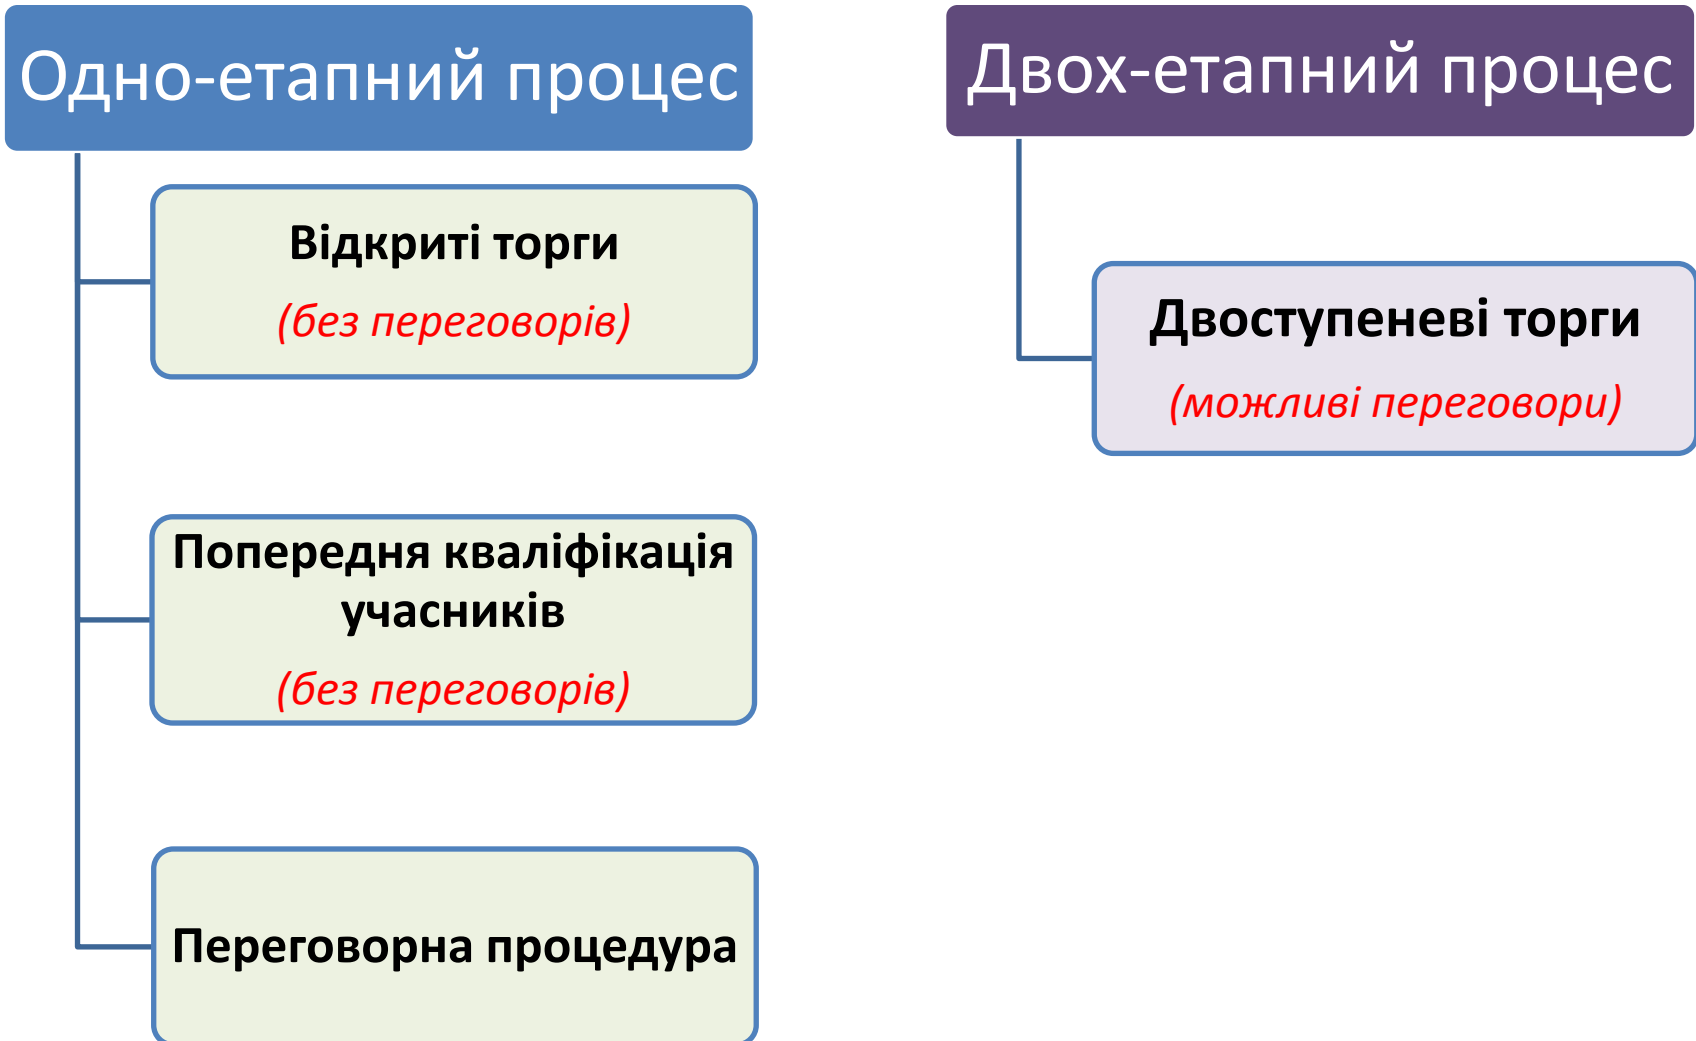 Одно-етапний процес
Відкриті торги
(без переговорів)
Попередня кваліфікація
учасників
(без переговорів)
Переговорна процедура
Двох-етапний процес
Двоступеневі торги
(можливі переговори)